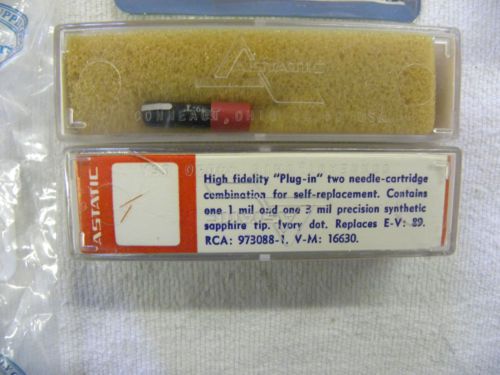 ASTATIC
CONNEAUT, OHIO
ASTATIC
High fidelity "Plug-in" two needle-cartridge
combination for self-replacement. Contains
one 1 mil and one 3 mil precision synthetic
sapphire tip. Ivory dot. Replaces E-V: 89.
RCA: 973088-1. V-M: 16630.